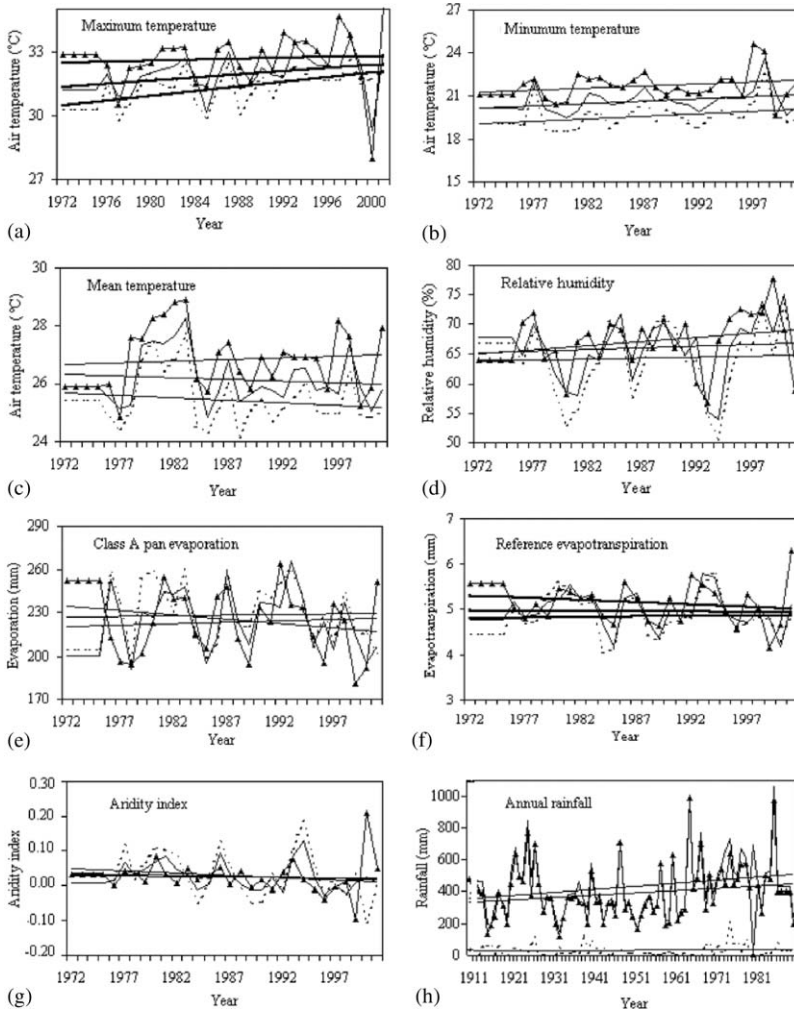 Maximum temperature
Air temperature (°C)
33
30
27
1972 1976 1980 1984 1988 1992 1996 2000
Year
(a)
Minumum temperature
Air temperature (°C)
27
24
21
18
15
1972 1977 1982 1987 1992 1997
Year
(b)
Mean temperature
Air temperature (°C)
30
28
26
24
1972 1977 1982 1987 1992 1997
Year
(c)
Relative humidity
Relative humidity (%)
80
75
70
65
60
55
50
1972 1977 1982 1987 1992 1997
Year
(d)
Class A pan evaporation
Evaporation (mm)
290
260
230
200
170
1972 1977 1982 1987 1992 1997
Year
(e)
Reference evapotranspiration
Evapotranspiration (mm)
7
6
5
4
3
1972 1977 1982 1987 1992 1997
Year
(f)
Aridity index
Aridity index
0.30
0.20
0.10
0.00
-0.10
-0.20
1972 1977 1982 1987 1992 1997
Year
(g)
Annual rainfall
Rainfall (mm)
1000
800
600
400
200
0
1911 1921 1931 1941 1951 1961 1971 1981
Year
(h)